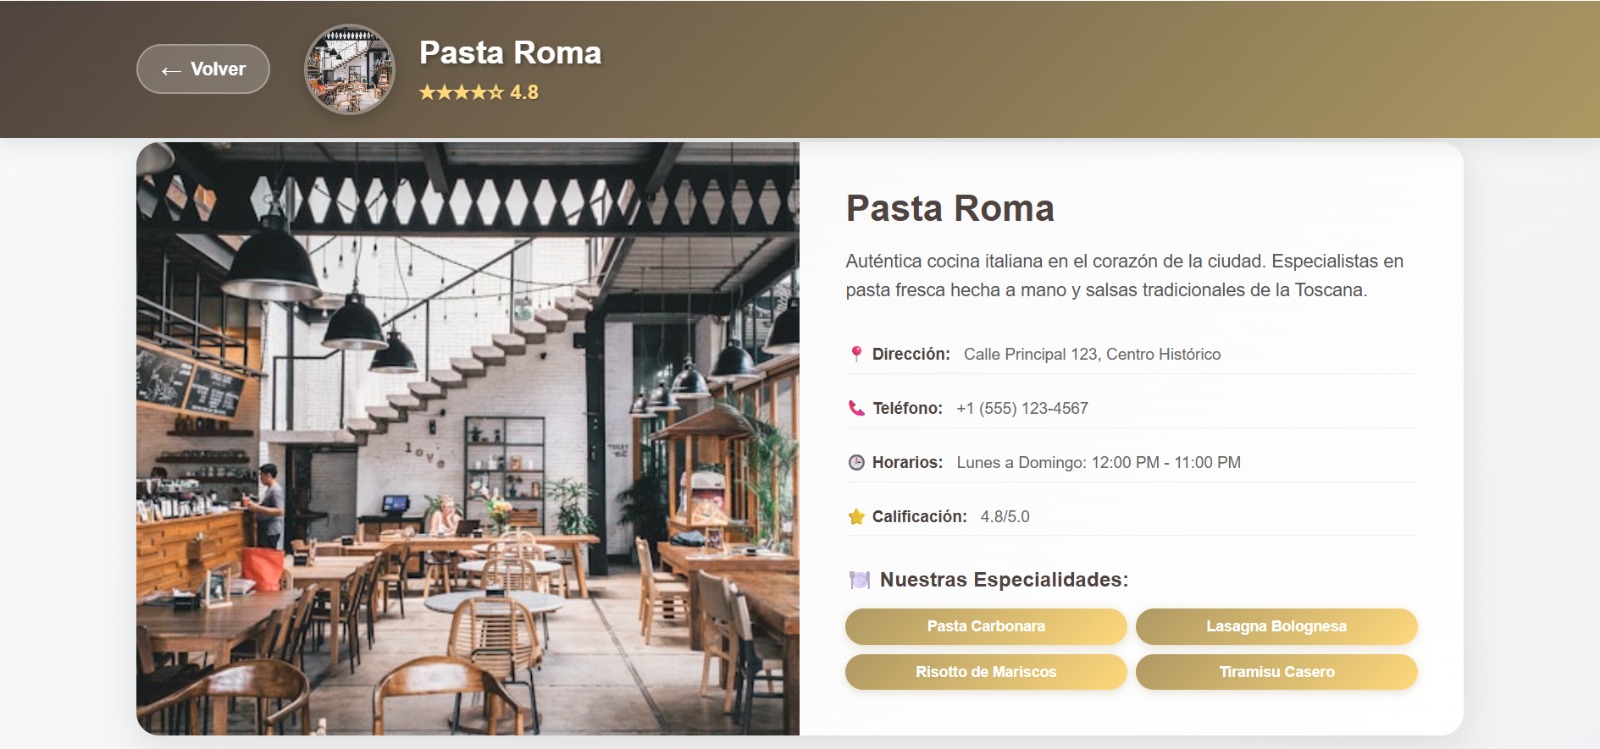 ← Volver
Pasta Roma
★★★★☆ 4.8
love
TOILET
Pasta Roma
Auténtica cocina italiana en el corazón de la ciudad. Especialistas en
pasta fresca hecha a mano y salsas tradicionales de la Toscana.
Dirección: Calle Principal 123, Centro Histórico
Teléfono: +1 (555) 123-4567
Horarios: Lunes a Domingo: 12:00 PM - 11:00 PM
Calificación: 4.8/5.0
Nuestras Especialidades:
Pasta Carbonara
Lasagna Bolognesa
Risotto de Mariscos
Tiramisu Casero